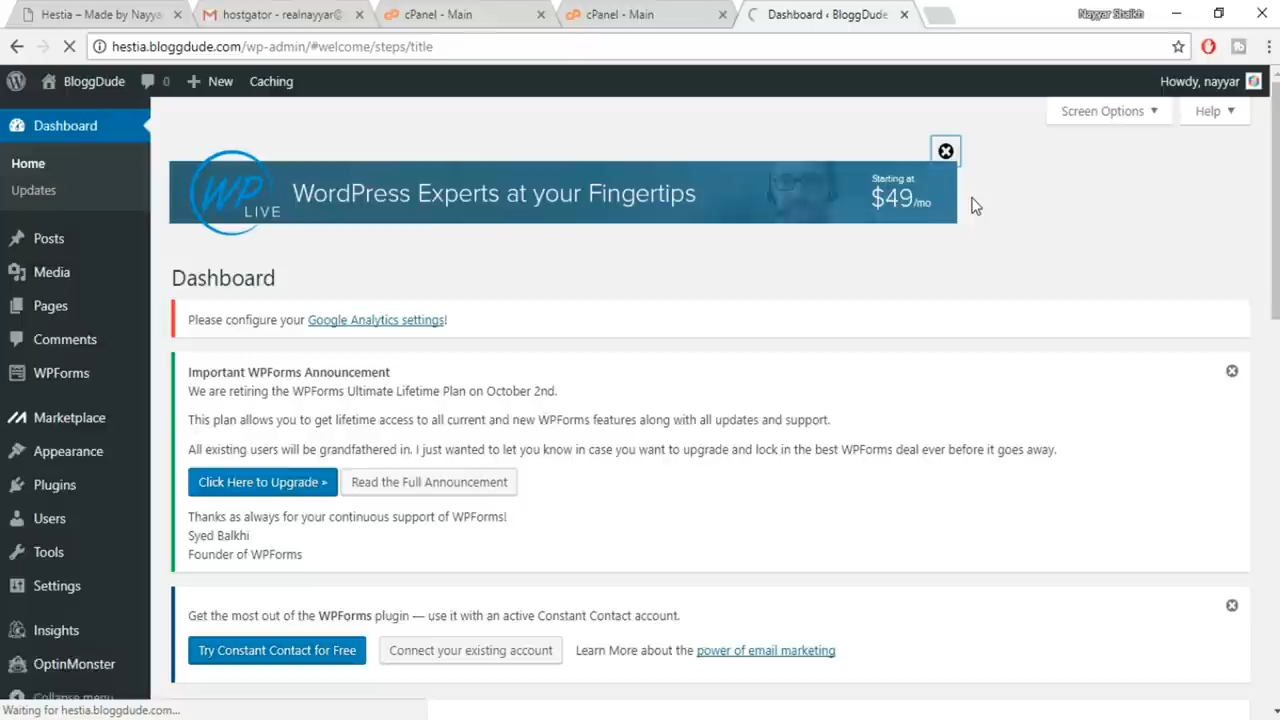 Hestia – Made by Nayya
hostgator - realnayyar@
cPanel - Main
cPanel - Main
Dashboard ‹ BloggDude
Nayyar Shaikh
hestia.bloggdude.com/wp-admin/#welcome/steps/title
BloggDude
0
New
Caching
Howdy, nayyar
Dashboard
Screen Options
Help
Home
Updates
Posts
Media
Pages
Comments
WPForms
Marketplace
Appearance
Plugins
Users
Tools
Settings
Insights
OptinMonster
Collapse menu
WP
LIVE
WordPress Experts at your Fingertips
Starting at
$49/mo
Dashboard
Please configure your Google Analytics settings!
Important WPForms Announcement
We are retiring the WPForms Ultimate Lifetime Plan on October 2nd.
This plan allows you to get lifetime access to all current and new WPForms features along with all updates and support.
All existing users will be grandfathered in. I just wanted to let you know in case you want to upgrade and lock in the best WPForms deal ever before it goes away.
Click Here to Upgrade »
Read the Full Announcement
Thanks as always for your continuous support of WPForms!
Syed Balkhi
Founder of WPForms
Get the most out of the WPForms plugin — use it with an active Constant Contact account.
Try Constant Contact for Free
Connect your existing account
Learn More about the power of email marketing
Waiting for hestia.bloggdude.com...